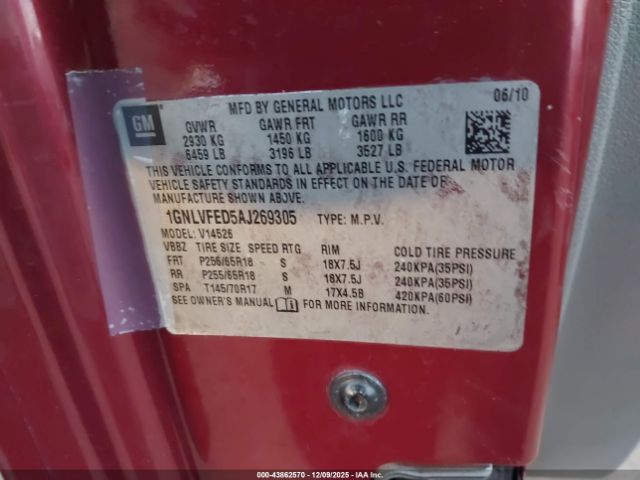 GM
MFD BY GENERAL MOTORS LLC 06/10
GVWR GAWR FRT GAWR RR
2930 KG 1450 KG 1600 KG
6459 LB 3196 LB 3527 LB
THIS VEHICLE CONFORMS TO ALL APPLICABLE U.S. FEDERAL MOTOR
VEHICLE SAFETY STANDARDS IN EFFECT ON THE DATE OF
MANUFACTURE SHOWN ABOVE.
1GNLVFED5AJ269305 TYPE: M.P.V.
MODEL: V14526
VBBZ TIRE SIZE SPEED RTG RIM COLD TIRE PRESSURE
FRT P255/65R18 S 18X7.5J 240KPA(35PSI)
RR P255/65R18 S 18X7.5J 240KPA(35PSI)
SPA T145/70R17 M 17X4.5B 420KPA(60PSI)
SEE OWNER'S MANUAL FOR MORE INFORMATION.
000-43862570 - 12/09/2025 - IAA Holdings, LLC.